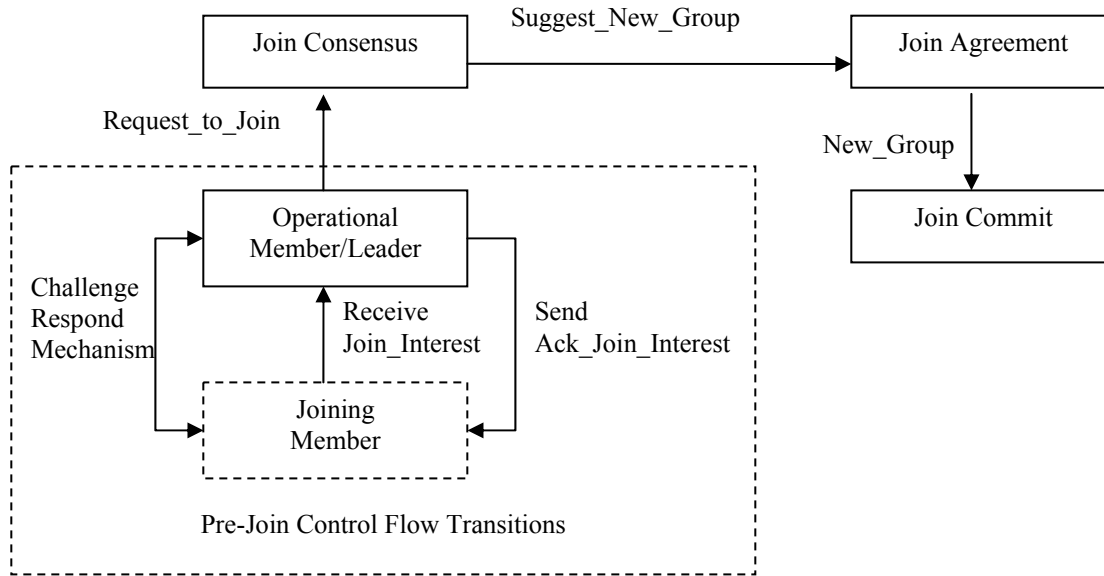 Suggest_New_Group
Join Consensus
Join Agreement
Request_to_Join
New_Group
Operational
Member/Leader
Join Commit
Challenge
Respond
Mechanism
Receive
Join_Interest
Send
Ack_Join_Interest
Joining
Member
Pre-Join Control Flow Transitions